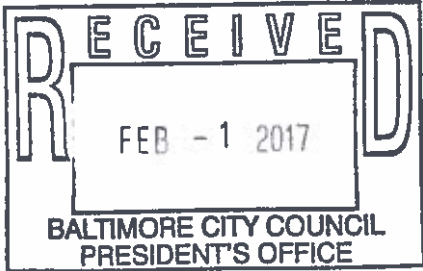 RECEIVED
FEB - 1 2017
BALTIMORE CITY COUNCIL
PRESIDENT'S OFFICE